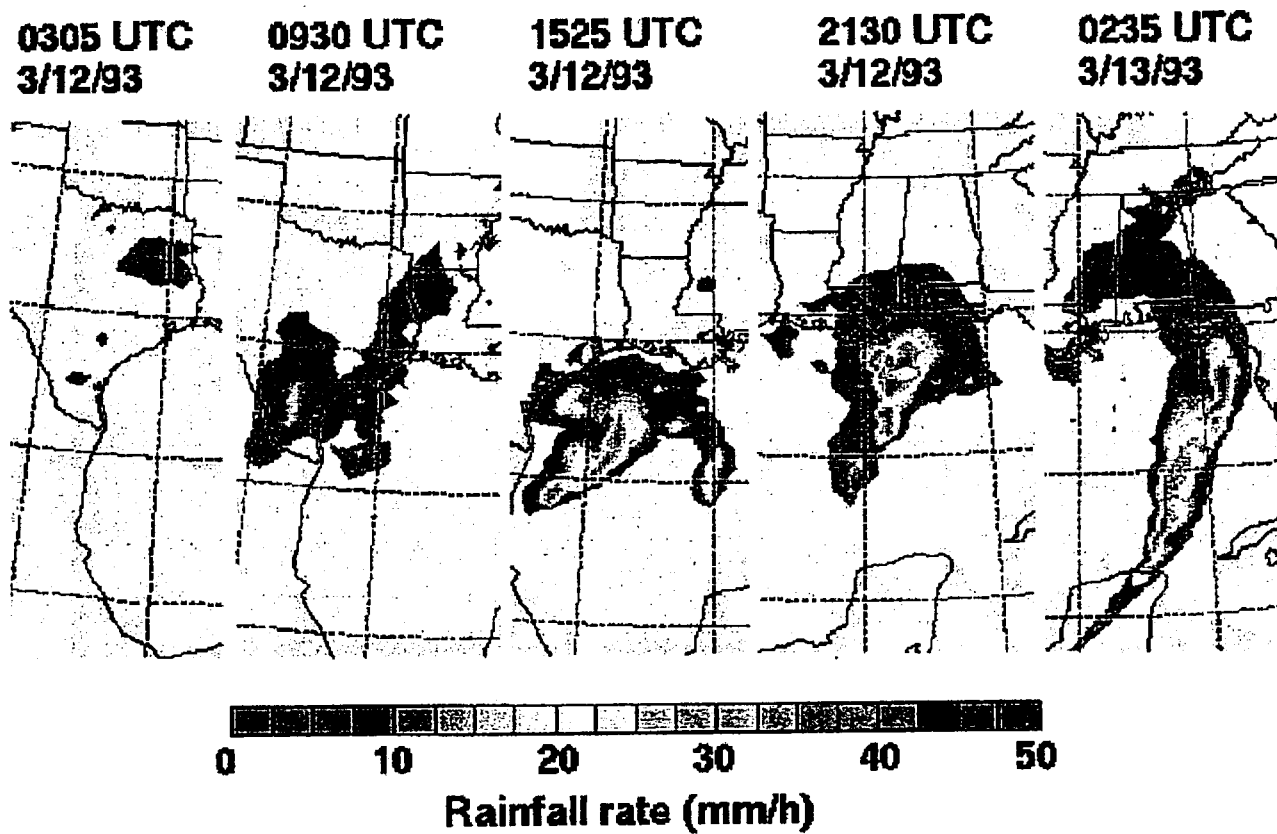 0305 UTC 0930 UTC 1525 UTC 2130 UTC 0235 UTC
3/12/93 3/12/93 3/12/93 3/12/93 3/13/93
0 10 20 30 40 50
Rainfall rate (mm/h)